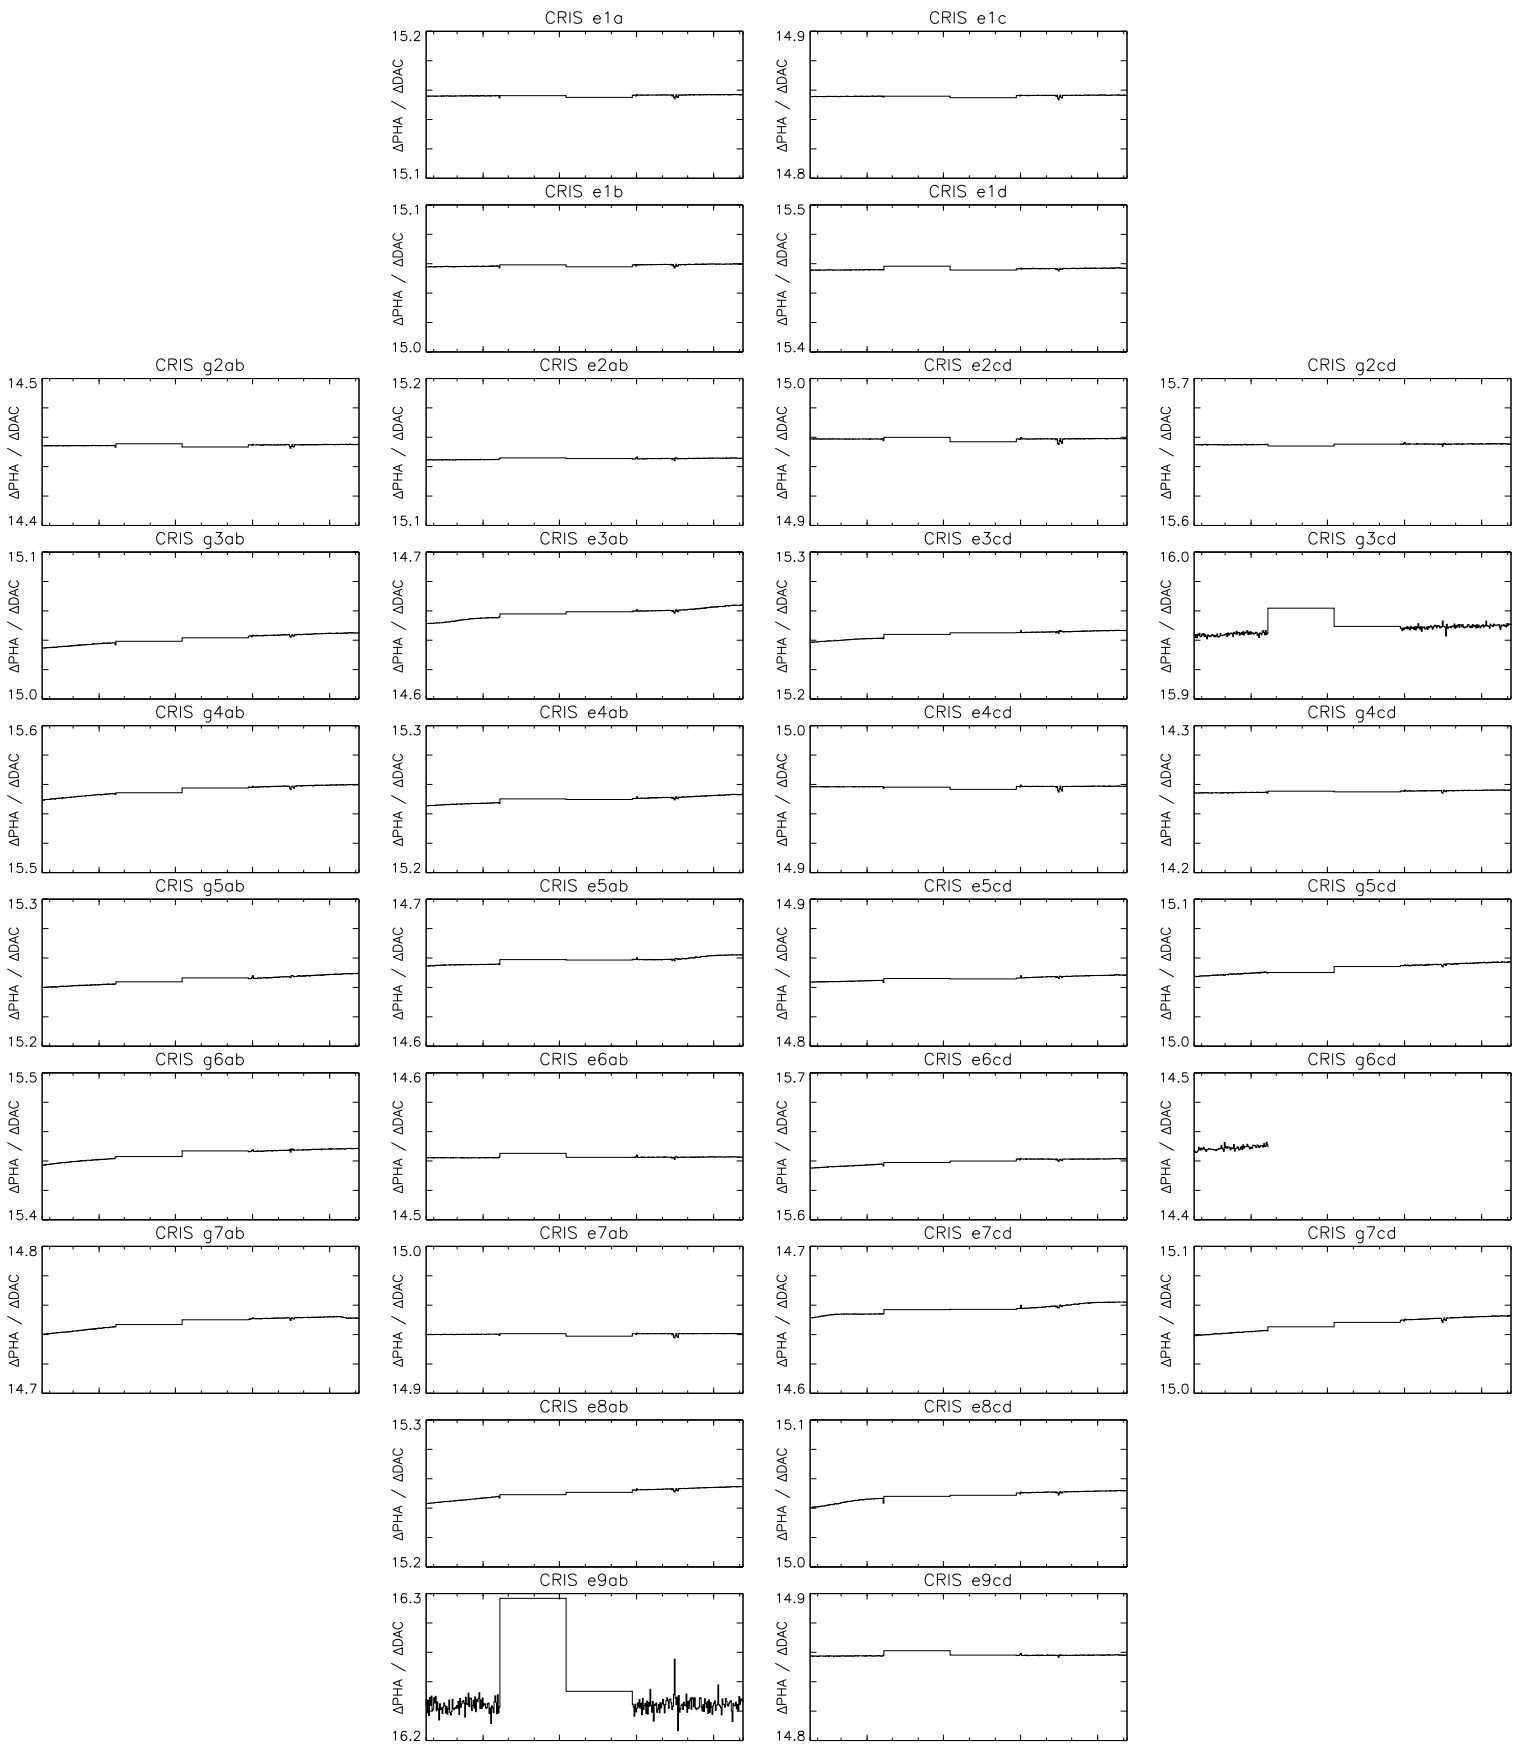 CRIS e1a
CRIS e1c
15.2
ΔPHA / ΔDAC
15.1
14.9
ΔPHA / ΔDAC
14.8
CRIS e1b
CRIS e1d
15.1
ΔPHA / ΔDAC
15.0
15.5
ΔPHA / ΔDAC
15.4
CRIS g2ab
CRIS e2ab
CRIS e2cd
CRIS g2cd
14.5
ΔPHA / ΔDAC
14.4
15.2
ΔPHA / ΔDAC
15.1
15.0
ΔPHA / ΔDAC
14.9
15.7
ΔPHA / ΔDAC
15.6
CRIS g3ab
CRIS e3ab
CRIS e3cd
CRIS g3cd
15.1
ΔPHA / ΔDAC
15.0
14.7
ΔPHA / ΔDAC
14.6
15.3
ΔPHA / ΔDAC
15.2
16.0
ΔPHA / ΔDAC
15.9
CRIS g4ab
CRIS e4ab
CRIS e4cd
CRIS g4cd
15.6
ΔPHA / ΔDAC
15.5
15.3
ΔPHA / ΔDAC
15.2
15.0
ΔPHA / ΔDAC
14.9
14.3
ΔPHA / ΔDAC
14.2
CRIS g5ab
CRIS e5ab
CRIS e5cd
CRIS g5cd
15.3
ΔPHA / ΔDAC
15.2
14.7
ΔPHA / ΔDAC
14.6
14.9
ΔPHA / ΔDAC
14.8
15.1
ΔPHA / ΔDAC
15.0
CRIS g6ab
CRIS e6ab
CRIS e6cd
CRIS g6cd
15.5
ΔPHA / ΔDAC
15.4
14.6
ΔPHA / ΔDAC
14.5
15.7
ΔPHA / ΔDAC
15.6
14.5
ΔPHA / ΔDAC
14.4
CRIS g7ab
CRIS e7ab
CRIS e7cd
CRIS g7cd
14.8
ΔPHA / ΔDAC
14.7
15.0
ΔPHA / ΔDAC
14.9
14.7
ΔPHA / ΔDAC
14.6
15.1
ΔPHA / ΔDAC
15.0
CRIS e8ab
CRIS e8cd
15.3
ΔPHA / ΔDAC
15.2
15.1
ΔPHA / ΔDAC
15.0
CRIS e9ab
CRIS e9cd
16.3
ΔPHA / ΔDAC
16.2
14.9
ΔPHA / ΔDAC
14.8